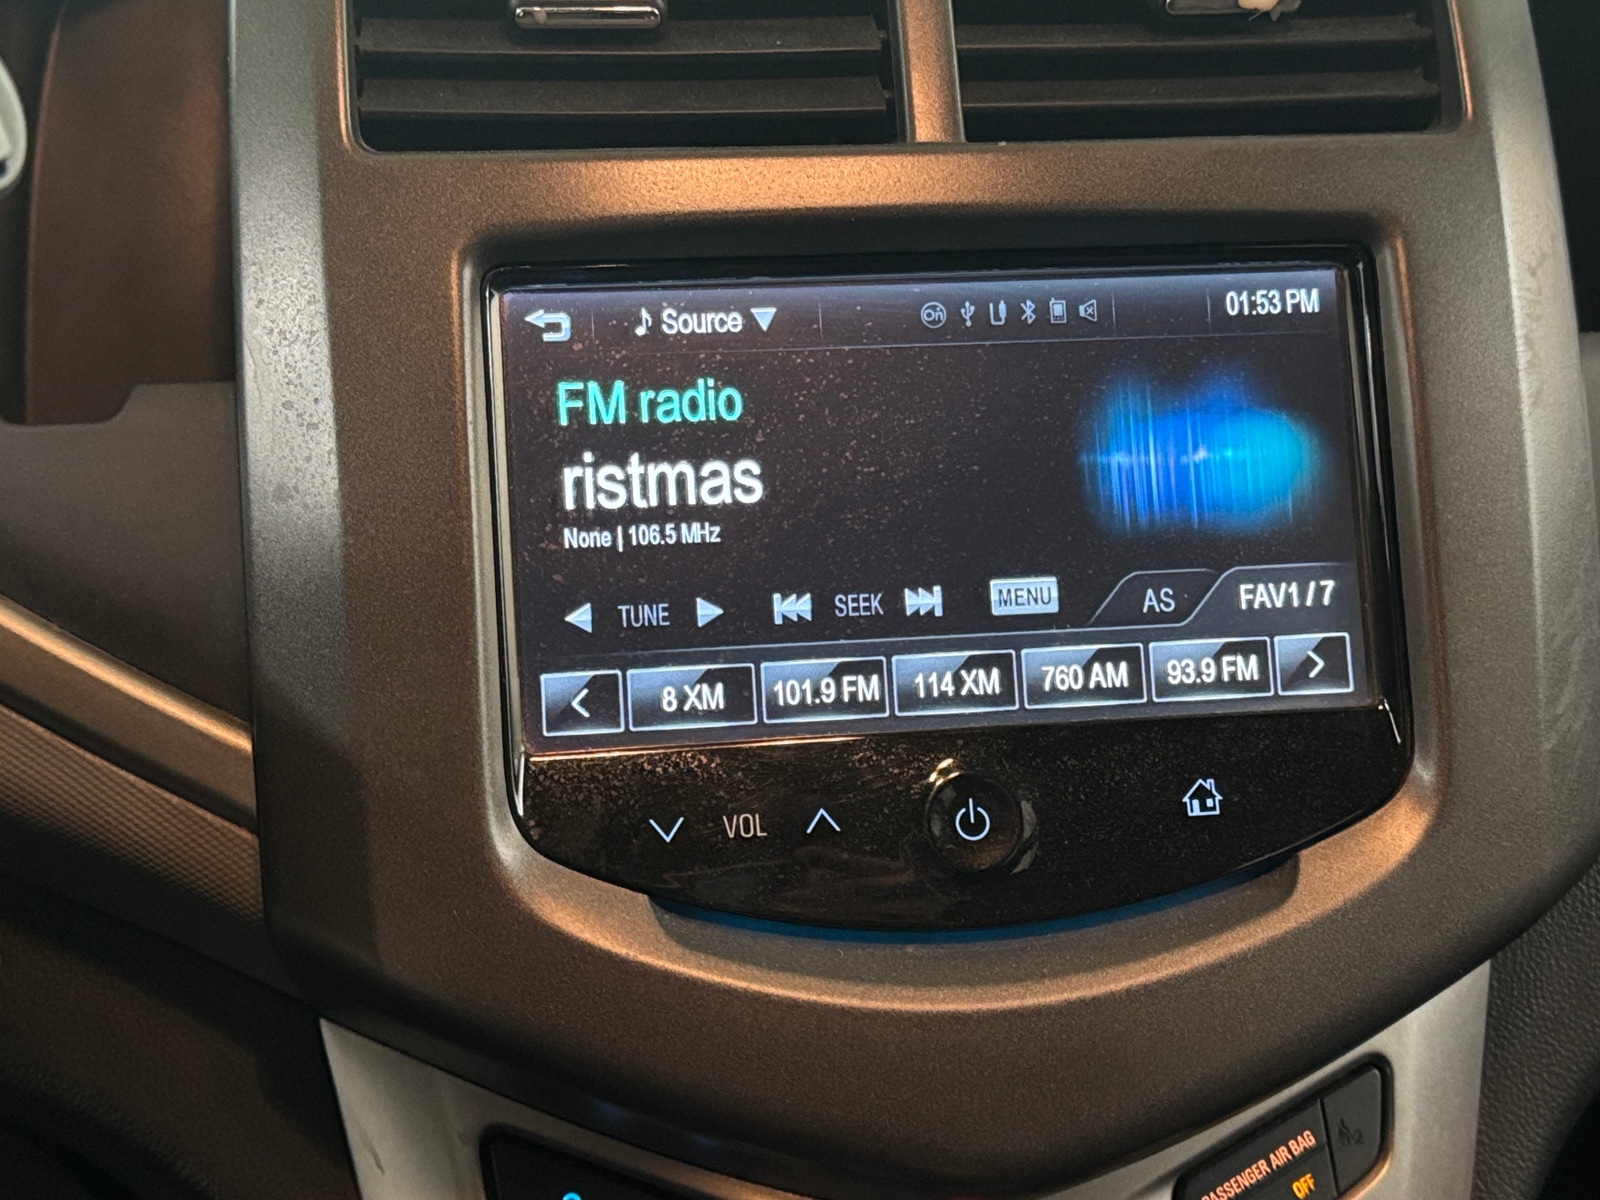 Source 01:53 PM
FM radio
ristmas
None | 106.5 MHz
TUNE SEEK MENU AS FAV1 / 7
8 XM 101.9 FM 114 XM 760 AM 93.9 FM
VOL
PASSENGER AIR BAG
OFF